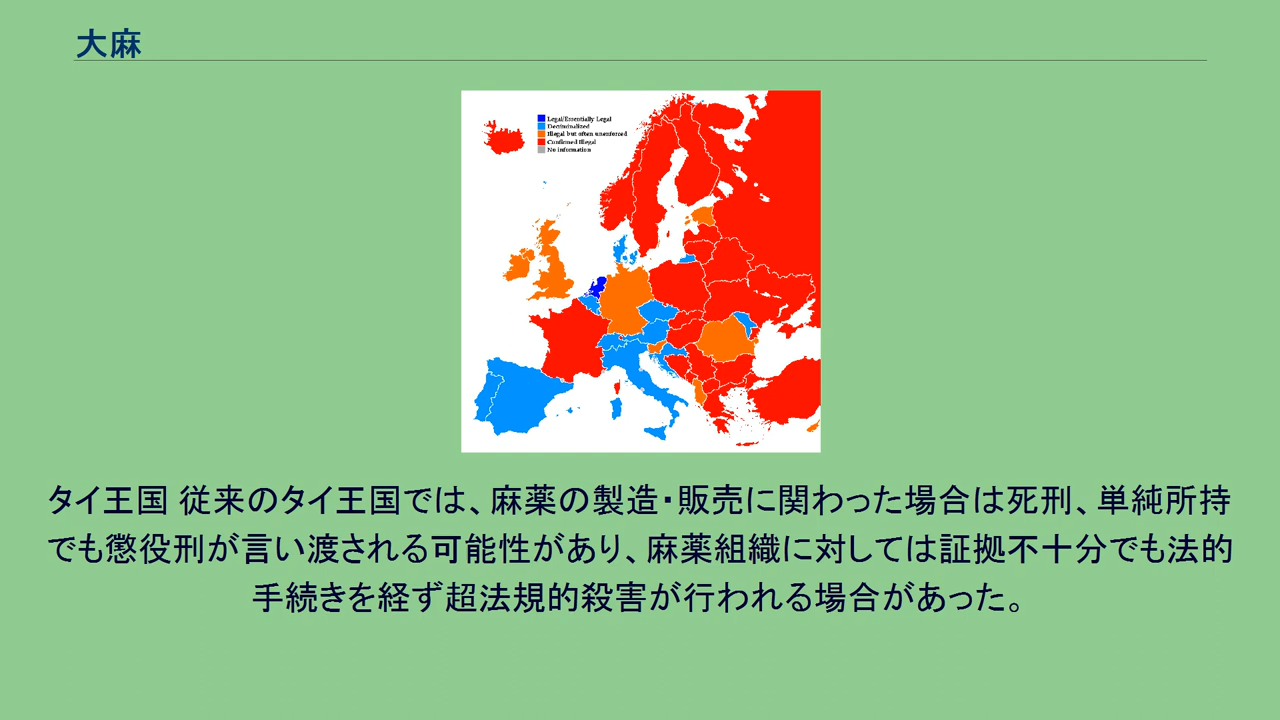 大麻
Legal/Essentially Legal
Decriminalized
Illegal but often unenforced
Confirmed Illegal
No information
タイ王国 従来のタイ王国では、麻薬の製造・販売に関わった場合は死刑、単純所持
でも懲役刑が言い渡される可能性があり、麻薬組織に対しては証拠不十分でも法的
手続きを経ず超法規的殺害が行われる場合があった。